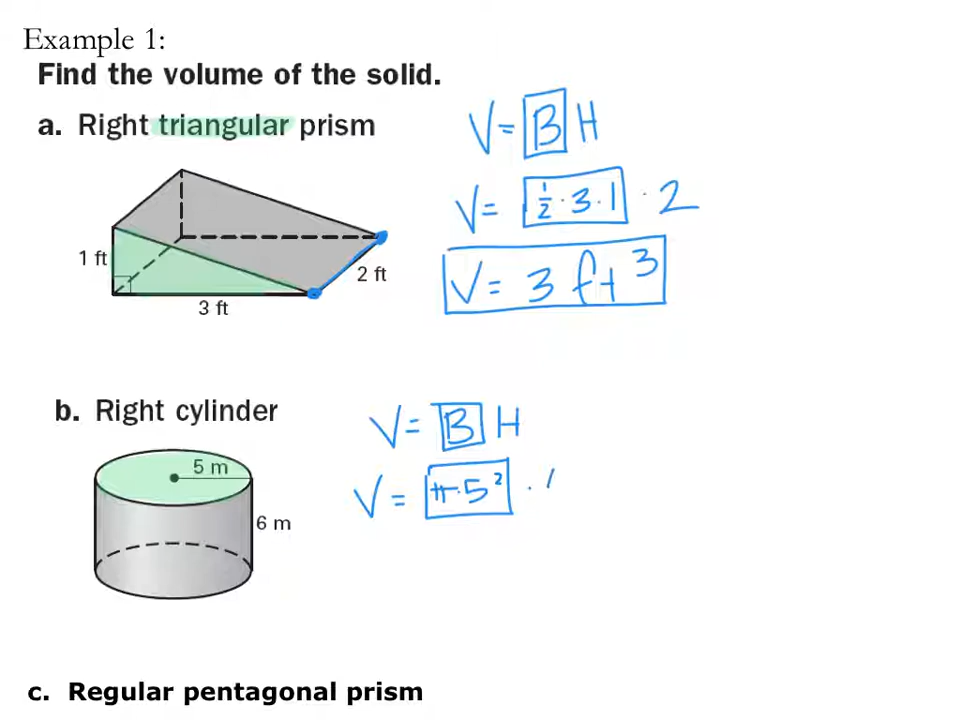 Example 1:
Find the volume of the solid.
a. Right triangular prism
V = B H
V = 1/2 · 3 · 1 · 2
V = 3 ft³
1 ft
2 ft
3 ft
b. Right cylinder
V = B H
V = π · 5² ·
5 m
6 m
c. Regular pentagonal prism